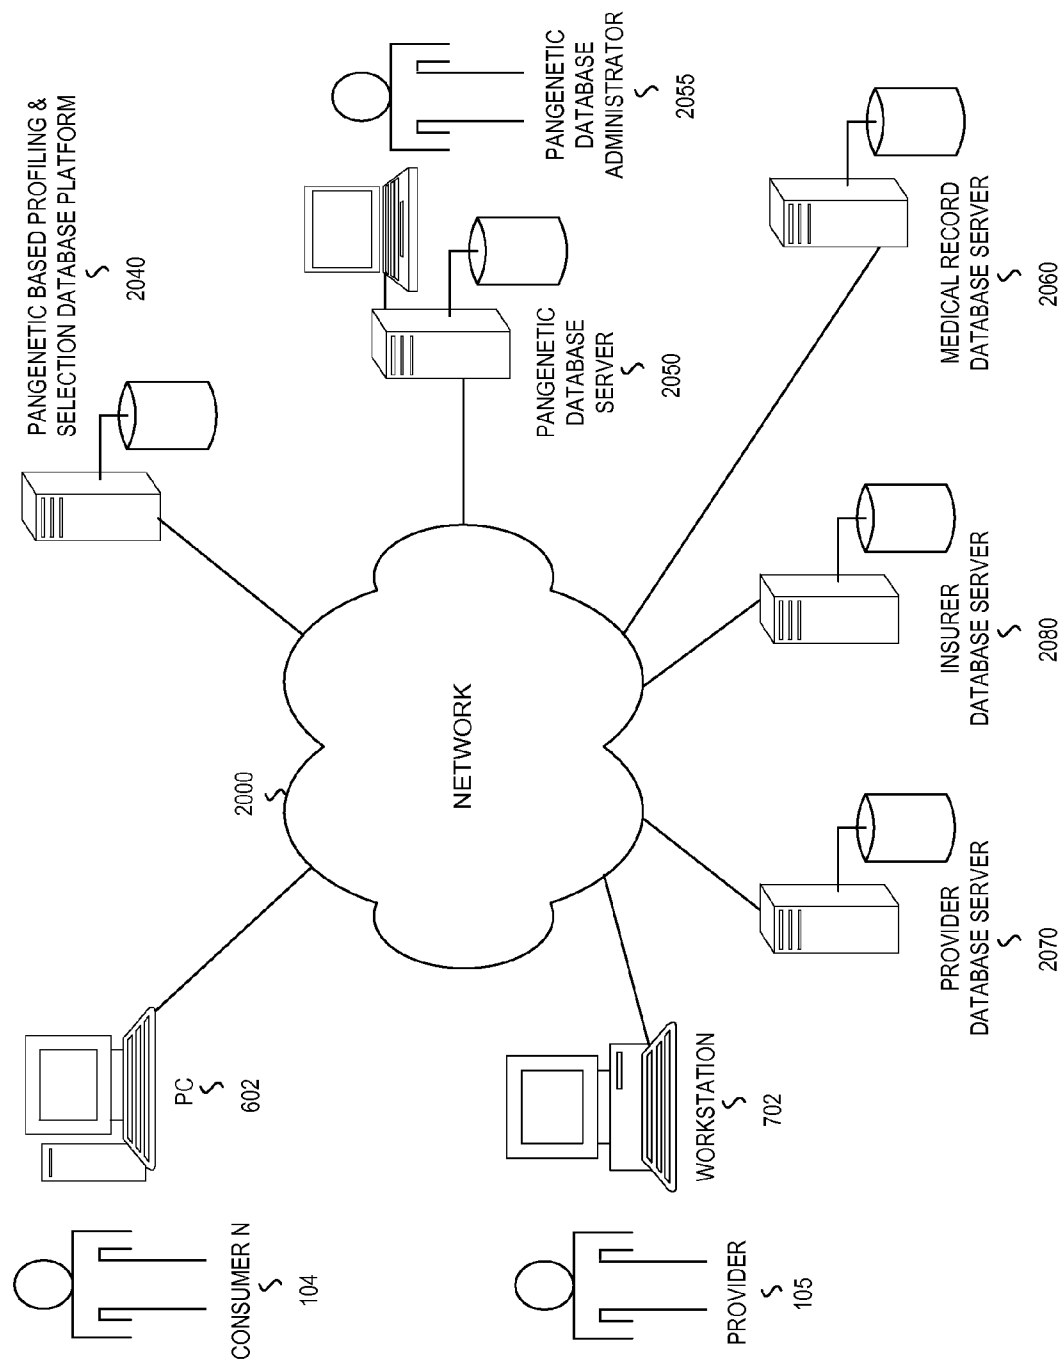 CONSUMER N
104
PC
602
PANGENETIC BASED PROFILING &
SELECTION DATABASE PLATFORM
2040
2000
NETWORK
PANGENETIC
DATABASE
SERVER
2050
PANGENETIC
DATABASE
ADMINISTRATOR
2055
PROVIDER
105
WORKSTATION
702
PROVIDER
DATABASE SERVER
2070
INSURER
DATABASE SERVER
2080
MEDICAL RECORD
DATABASE SERVER
2060